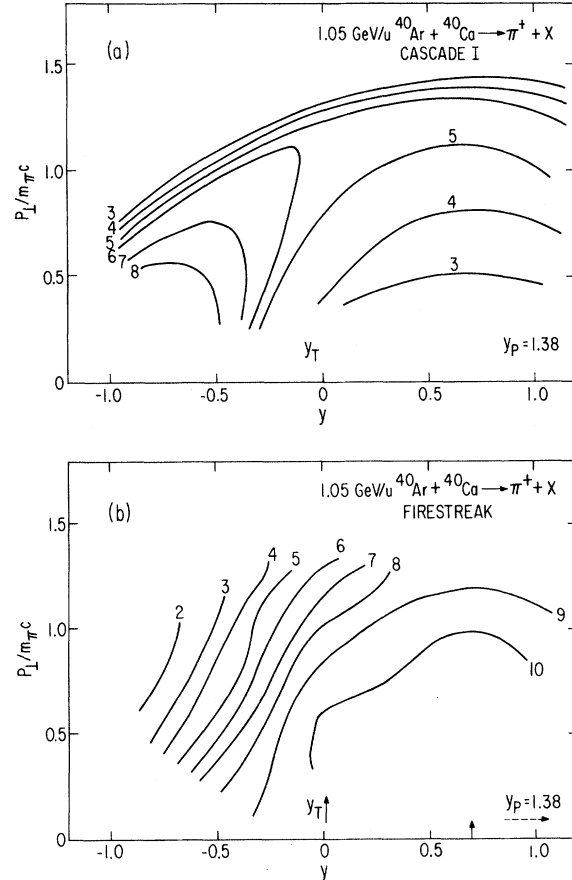 (a)
1.05 GeV/u ⁴⁰Ar + ⁴⁰Ca ⟶ π⁺ + X
CASCADE I
1.5
1.0
0.5
0
P⊥/mπc
3
4
5
6
7
8
5
4
3
yT
yP = 1.38
-1.0
-0.5
0
0.5
1.0
y
(b)
1.05 GeV/u ⁴⁰Ar + ⁴⁰Ca ⟶ π⁺ + X
FIRESTREAK
1.5
1.0
0.5
0
P⊥/mπc
2
3
4
5
6
7
8
9
10
yT
yP = 1.38
-1.0
-0.5
0
0.5
1.0
y